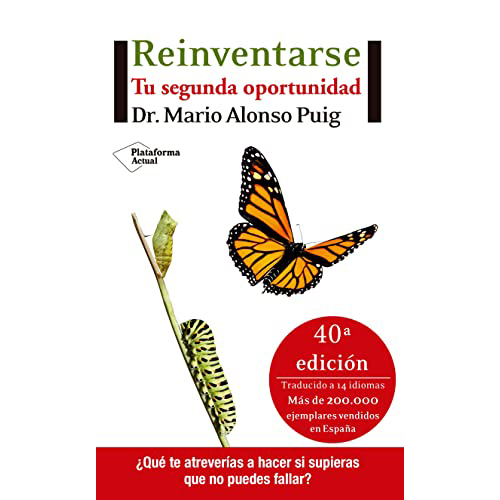 Reinventarse
Tu segunda oportunidad
Dr. Mario Alonso Puig
Plataforma
Actual
40ª
edición
Traducido a 14 idiomas
Más de 200.000
ejemplares vendidos
en España
¿Qué te atreverías a hacer si supieras
que no puedes fallar?